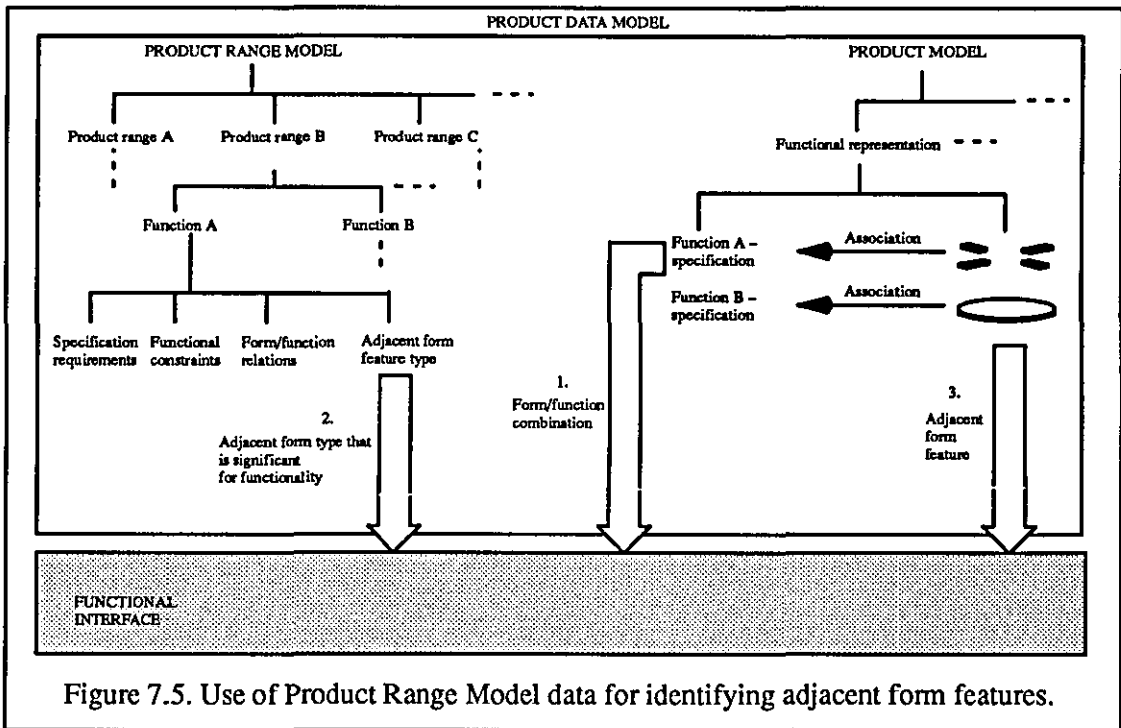 PRODUCT DATA MODEL
PRODUCT RANGE MODEL
PRODUCT MODEL
Product range A
Product range B
Product range C
Functional representation
Function A
Function B
Function A –
specification
Association
Function B –
specification
Association
Specification
requirements
Functional
constraints
Form/function
relations
Adjacent form
feature type
1.
Form/function
combination
2.
Adjacent form type that
is significant
for functionality
3.
Adjacent
form
feature
FUNCTIONAL
INTERFACE
Figure 7.5. Use of Product Range Model data for identifying adjacent form features.